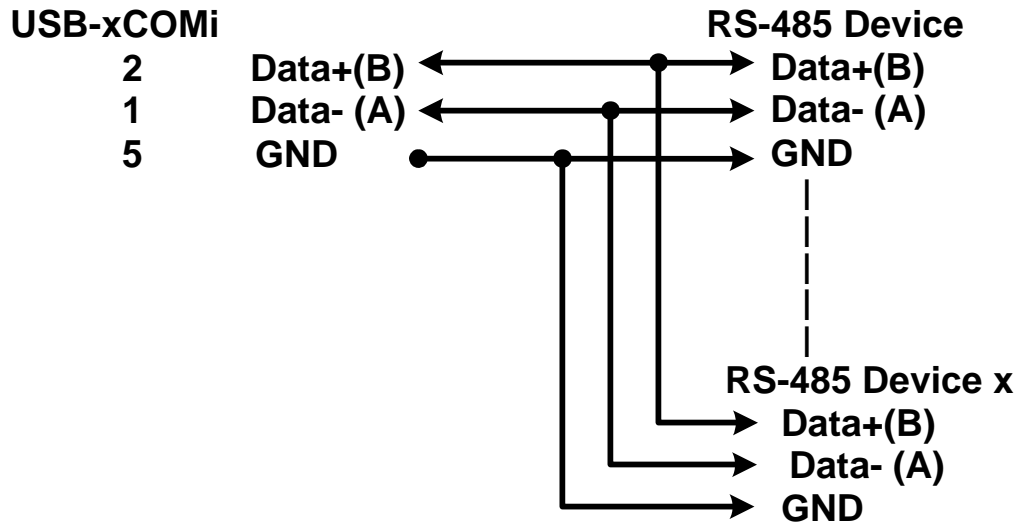 USB-xCOMi RS-485 Device
2 Data+(B) Data+(B)
1 Data- (A) Data- (A)
5 GND GND
RS-485 Device x
Data+(B)
Data- (A)
GND